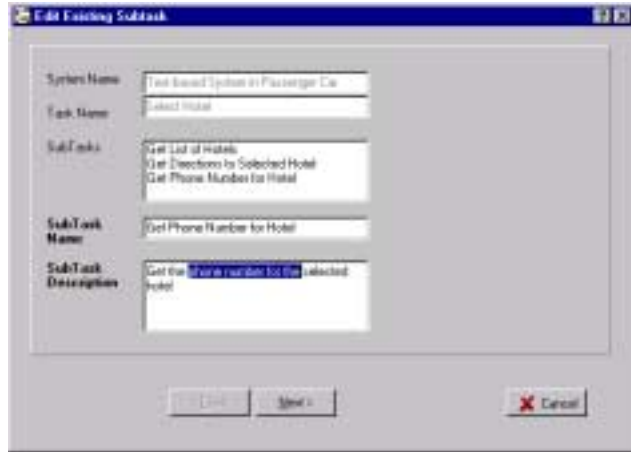 Edit Existing Subtask
System Name
Text-based System in Passenger Car
Task Name
Select Hotel
SubTasks
Get List of Hotels
Get Directions to Selected Hotel
Get Phone Number for Hotel
SubTask
Name
Get Phone Number for Hotel
SubTask
Description
Get the phone number for the selected
hotel
Next >
Cancel